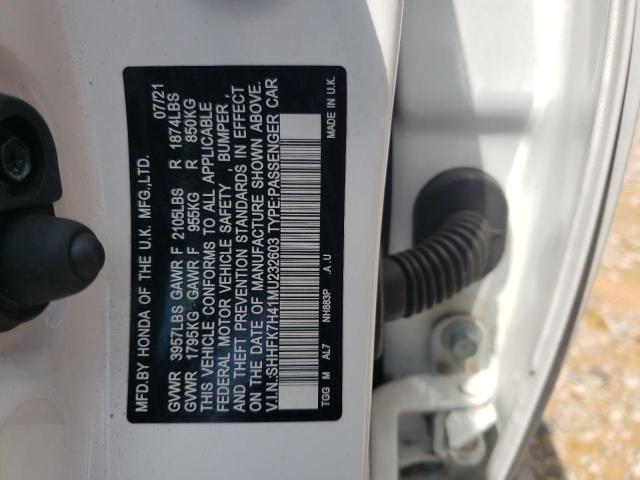 MFD.BY HONDA OF THE U.K. MFG.,LTD. 07/21
GVWR 3957LBS GAWR F 2105LBS R 1874LBS
GVWR 1795KG GAWR F 955KG R 850KG
THIS VEHICLE CONFORMS TO ALL APPLICABLE
FEDERAL MOTOR VEHICLE SAFETY , BUMPER ,
AND THEFT PREVENTION STANDARDS IN EFFECT
ON THE DATE OF MANUFACTURE SHOWN ABOVE.
V.I.N.:SHHFK7H41MU232603 TYPE:PASSENGER CAR
TGG M AL7 NH883P A .U MADE IN U.K.